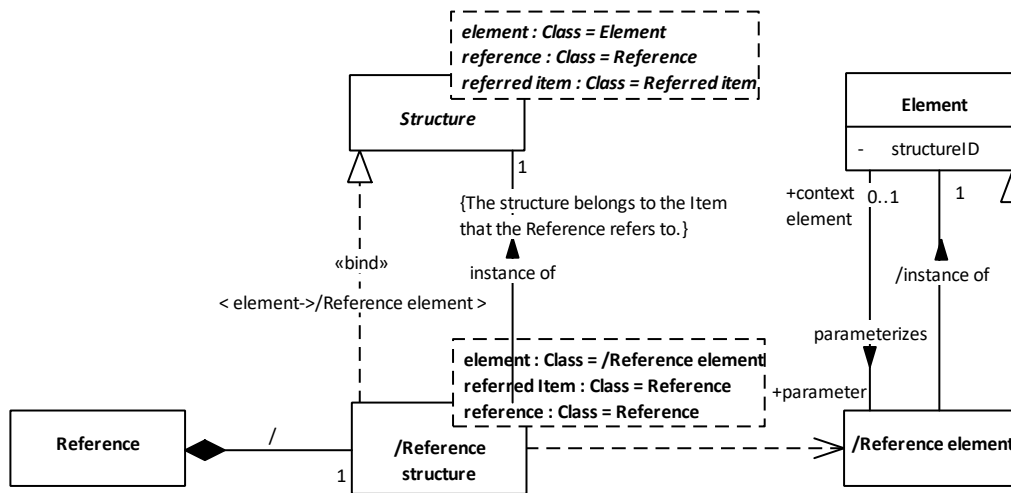 element : Class = Element
reference : Class = Reference
referred item : Class = Referred item
Structure
Element
- structureID
1
+context
element
0..1
1
{The structure belongs to the Item
that the Reference refers to.}
«bind»
instance of
/instance of
< element->/Reference element >
parameterizes
element : Class = /Reference element
referred Item : Class = Reference
reference : Class = Reference
+parameter
Reference
/
1
/Reference
structure
/Reference element